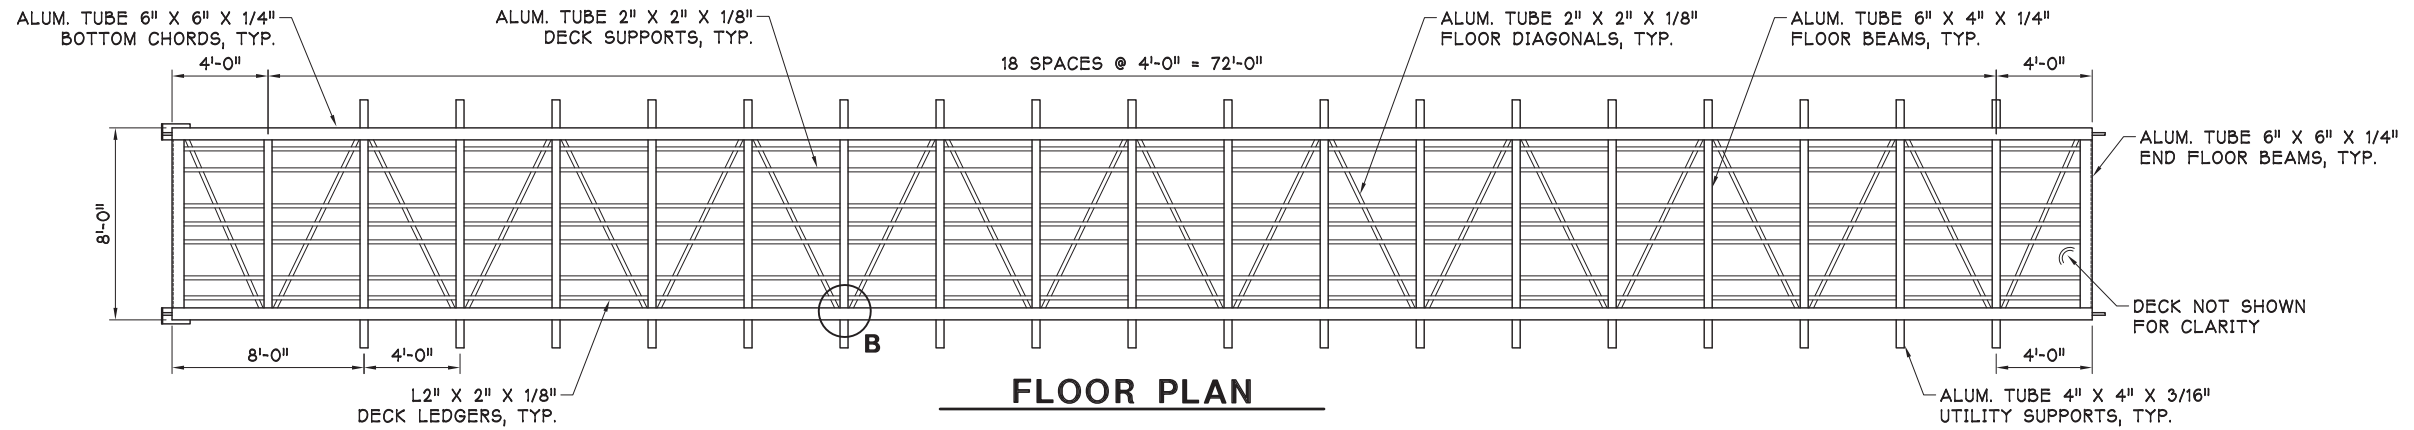 ALUM. TUBE 6" X 6" X 1/4"
BOTTOM CHORDS, TYP.
ALUM. TUBE 2" X 2" X 1/8"
DECK SUPPORTS, TYP.
ALUM. TUBE 2" X 2" X 1/8"
FLOOR DIAGONALS, TYP.
ALUM. TUBE 6" X 4" X 1/4"
FLOOR BEAMS, TYP.
4'-0"
18 SPACES @ 4'-0" = 72'-0"
4'-0"
ALUM. TUBE 6" X 6" X 1/4"
END FLOOR BEAMS, TYP.
8'-0"
DECK NOT SHOWN
FOR CLARITY
B
8'-0"
4'-0"
4'-0"
L2" X 2" X 1/8"
DECK LEDGERS, TYP.
FLOOR PLAN
ALUM. TUBE 4" X 4" X 3/16"
UTILITY SUPPORTS, TYP.